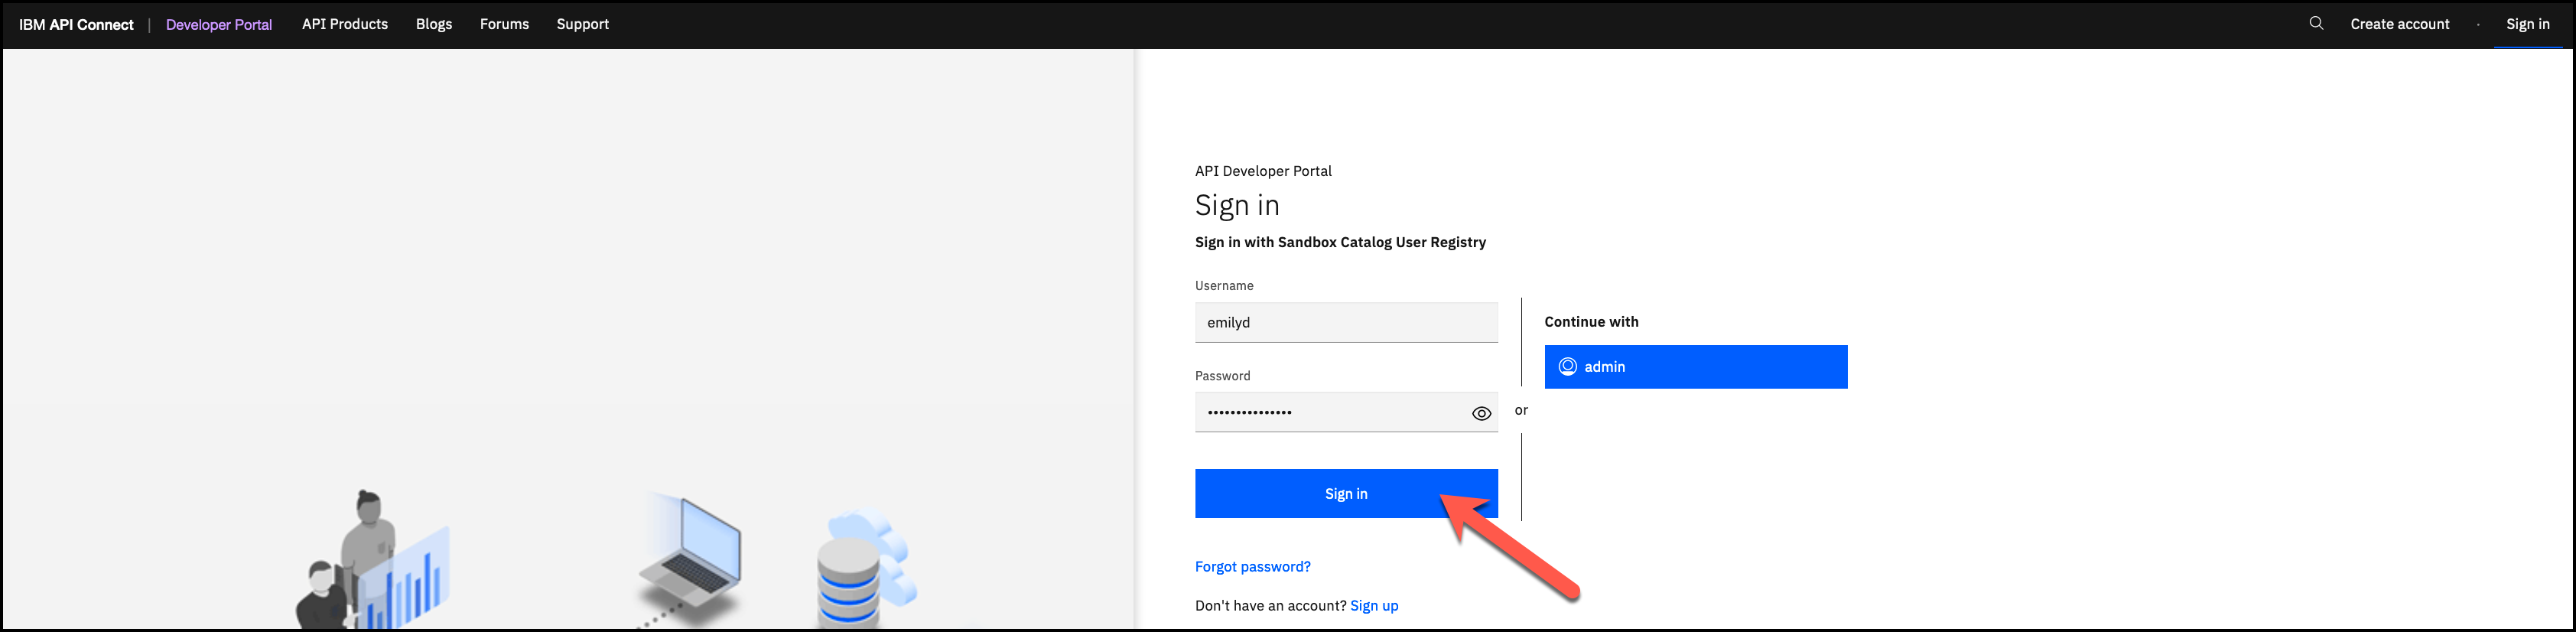 IBM API Connect | Developer Portal API Products Blogs Forums Support Create account · Sign in
API Developer Portal
Sign in
Sign in with Sandbox Catalog User Registry
Username
emilyd
Password
•••••••••••••••
Sign in
Forgot password?
Don't have an account? Sign up
or
Continue with
admin